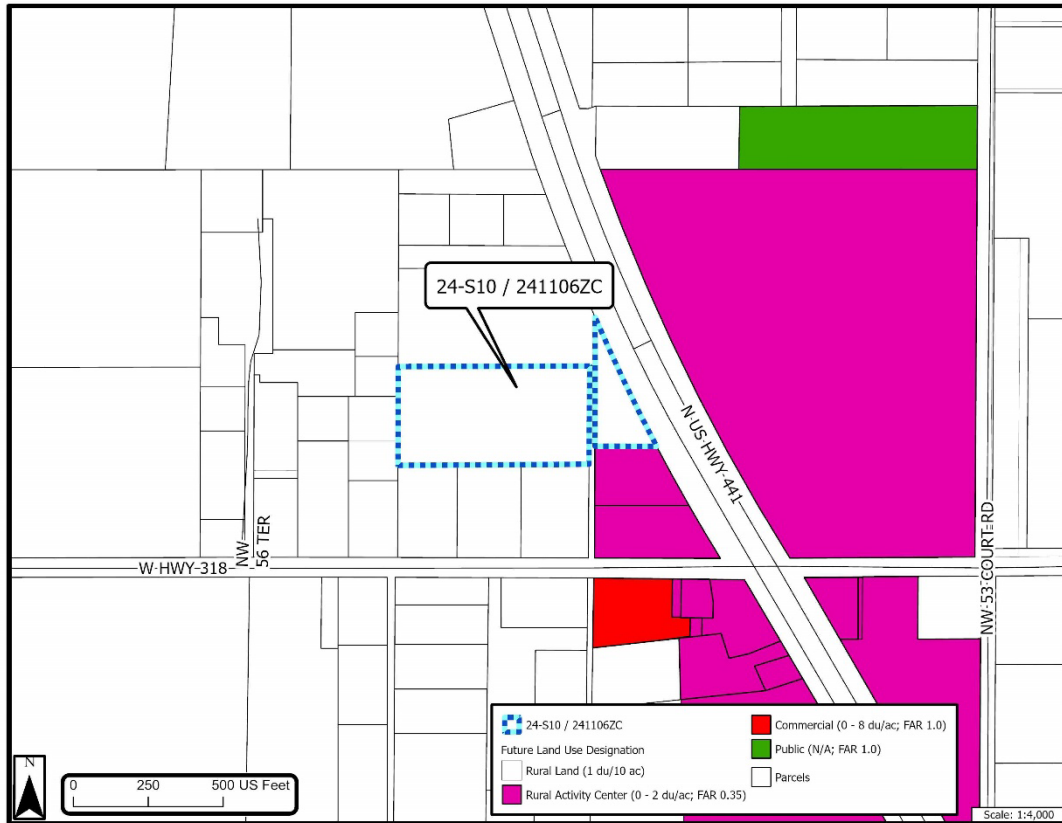 24-S10 / 241106ZC
N US HWY 441
W HWY 318
NW
56 TER
NW 53 COURT RD
N
0 250 500 US Feet
24-S10 / 241106ZC
Future Land Use Designation
Rural Land (1 du/10 ac)
Rural Activity Center (0 - 2 du/ac; FAR 0.35)
Commercial (0 - 8 du/ac; FAR 1.0)
Public (N/A; FAR 1.0)
Parcels
Scale: 1:4,000